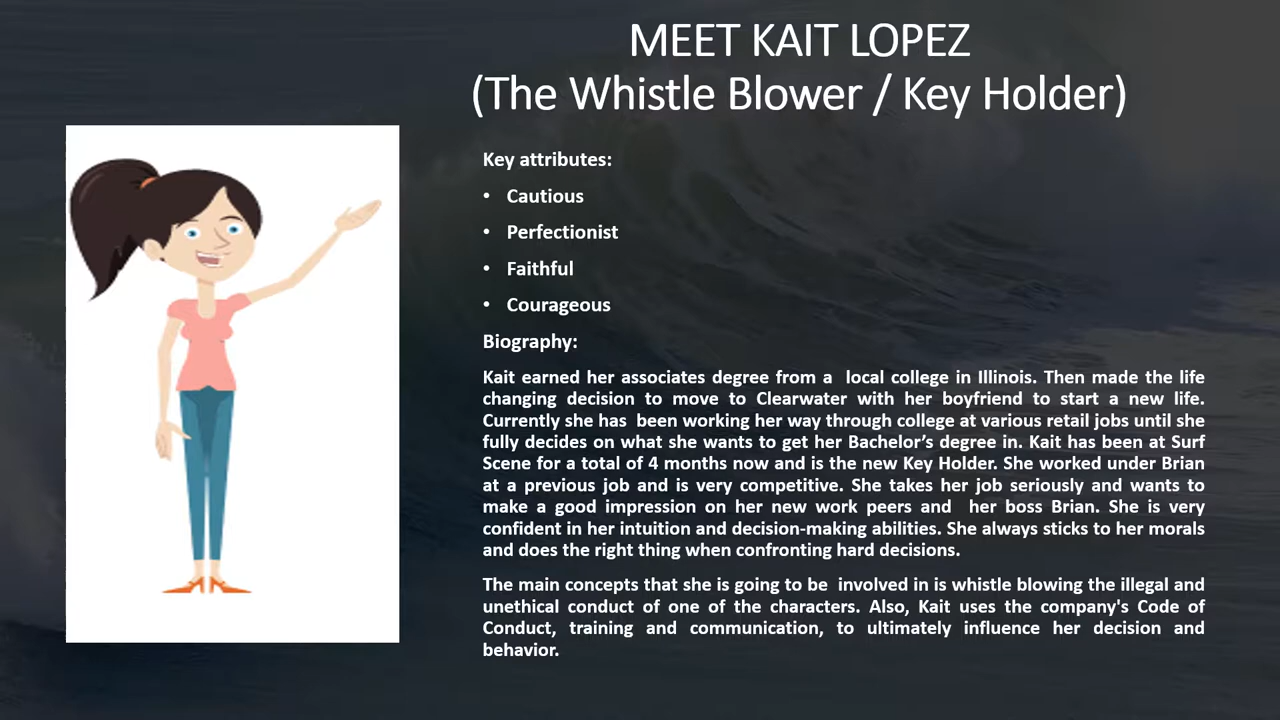 MEET KAIT LOPEZ
(The Whistle Blower / Key Holder)
Key attributes:
• Cautious
• Perfectionist
• Faithful
• Courageous
Biography:
Kait earned her associates degree from a local college in Illinois. Then made the life
changing decision to move to Clearwater with her boyfriend to start a new life.
Currently she has been working her way through college at various retail jobs until she
fully decides on what she wants to get her Bachelor’s degree in. Kait has been at Surf
Scene for a total of 4 months now and is the new Key Holder. She worked under Brian
at a previous job and is very competitive. She takes her job seriously and wants to
make a good impression on her new work peers and her boss Brian. She is very
confident in her intuition and decision-making abilities. She always sticks to her morals
and does the right thing when confronting hard decisions.
The main concepts that she is going to be involved in is whistle blowing the illegal and
unethical conduct of one of the characters. Also, Kait uses the company's Code of
Conduct, training and communication, to ultimately influence her decision and
behavior.